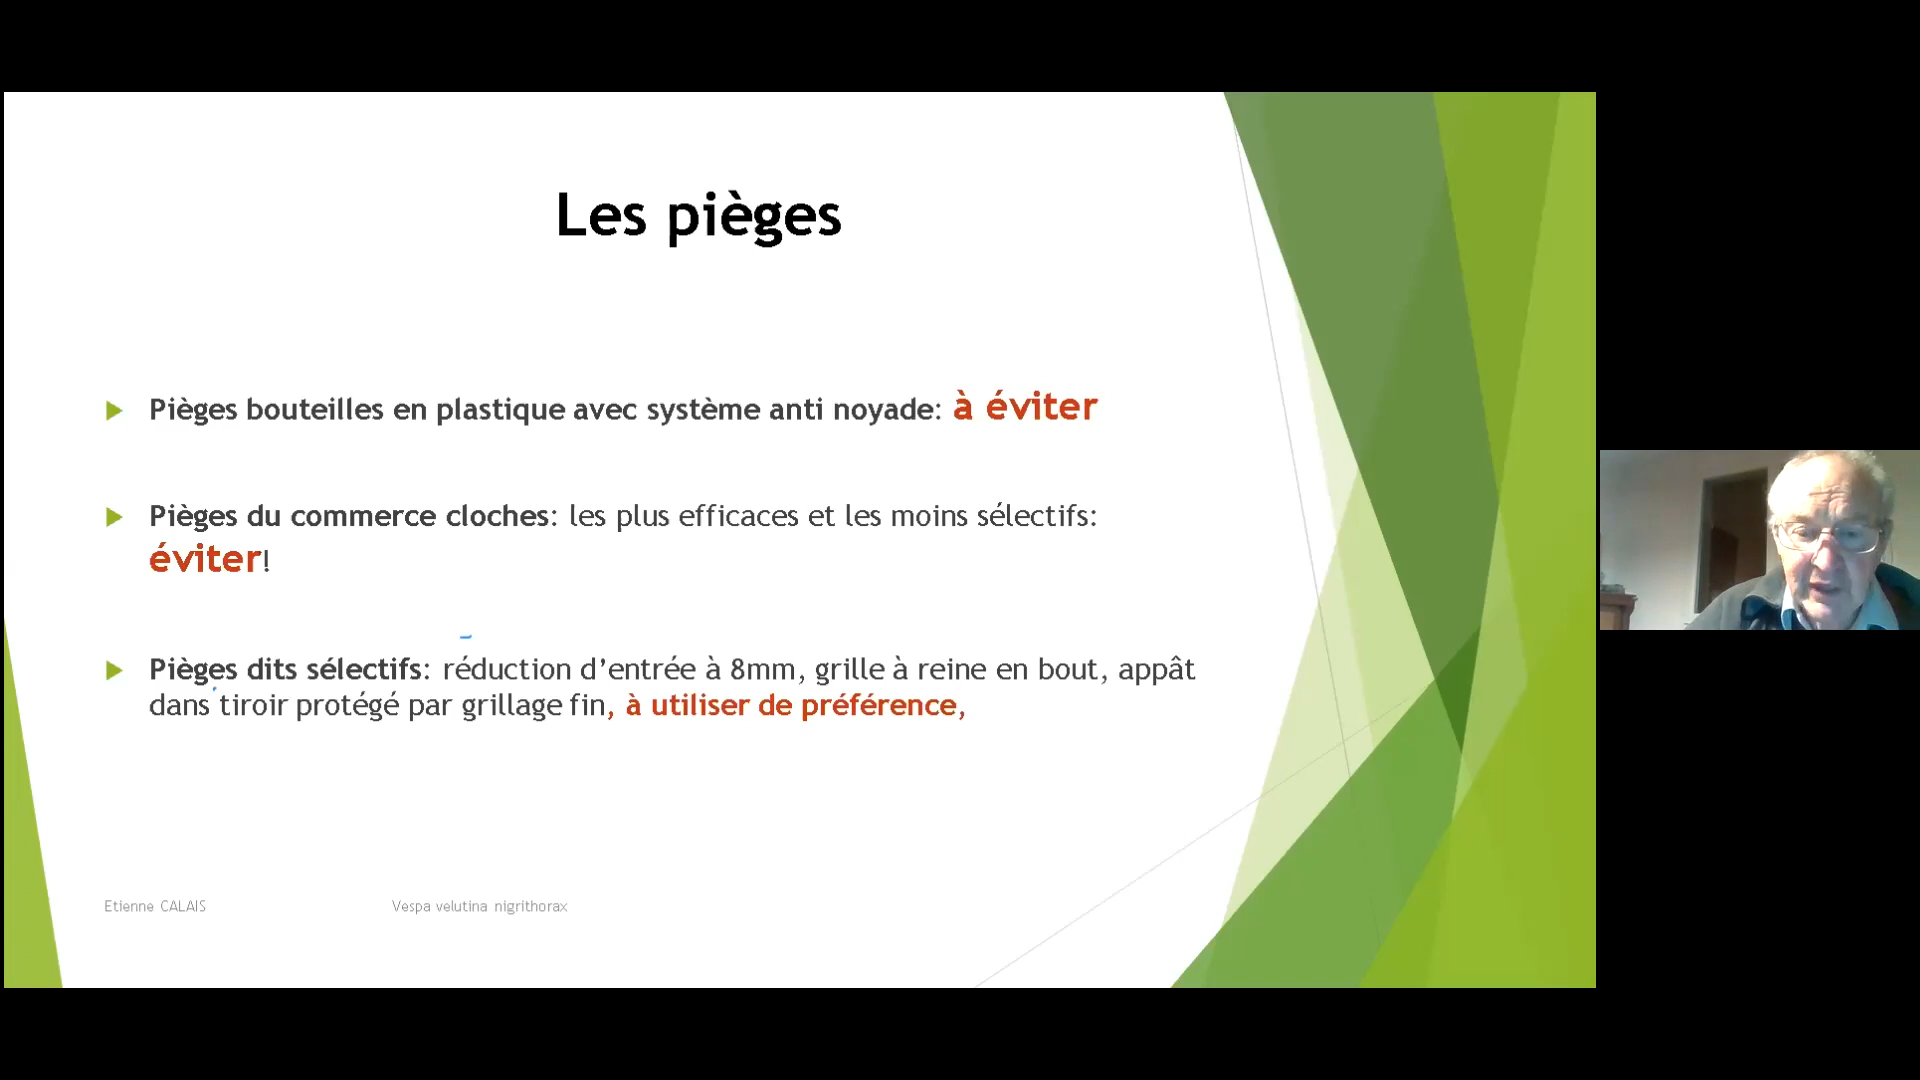 Les pièges
Pièges bouteilles en plastique avec système anti noyade: à éviter
Pièges du commerce cloches: les plus efficaces et les moins sélectifs:
éviter!
Pièges dits sélectifs: réduction d’entrée à 8mm, grille à reine en bout, appât
dans tiroir protégé par grillage fin, à utiliser de préférence,
Etienne CALAIS
Vespa velutina nigrithorax